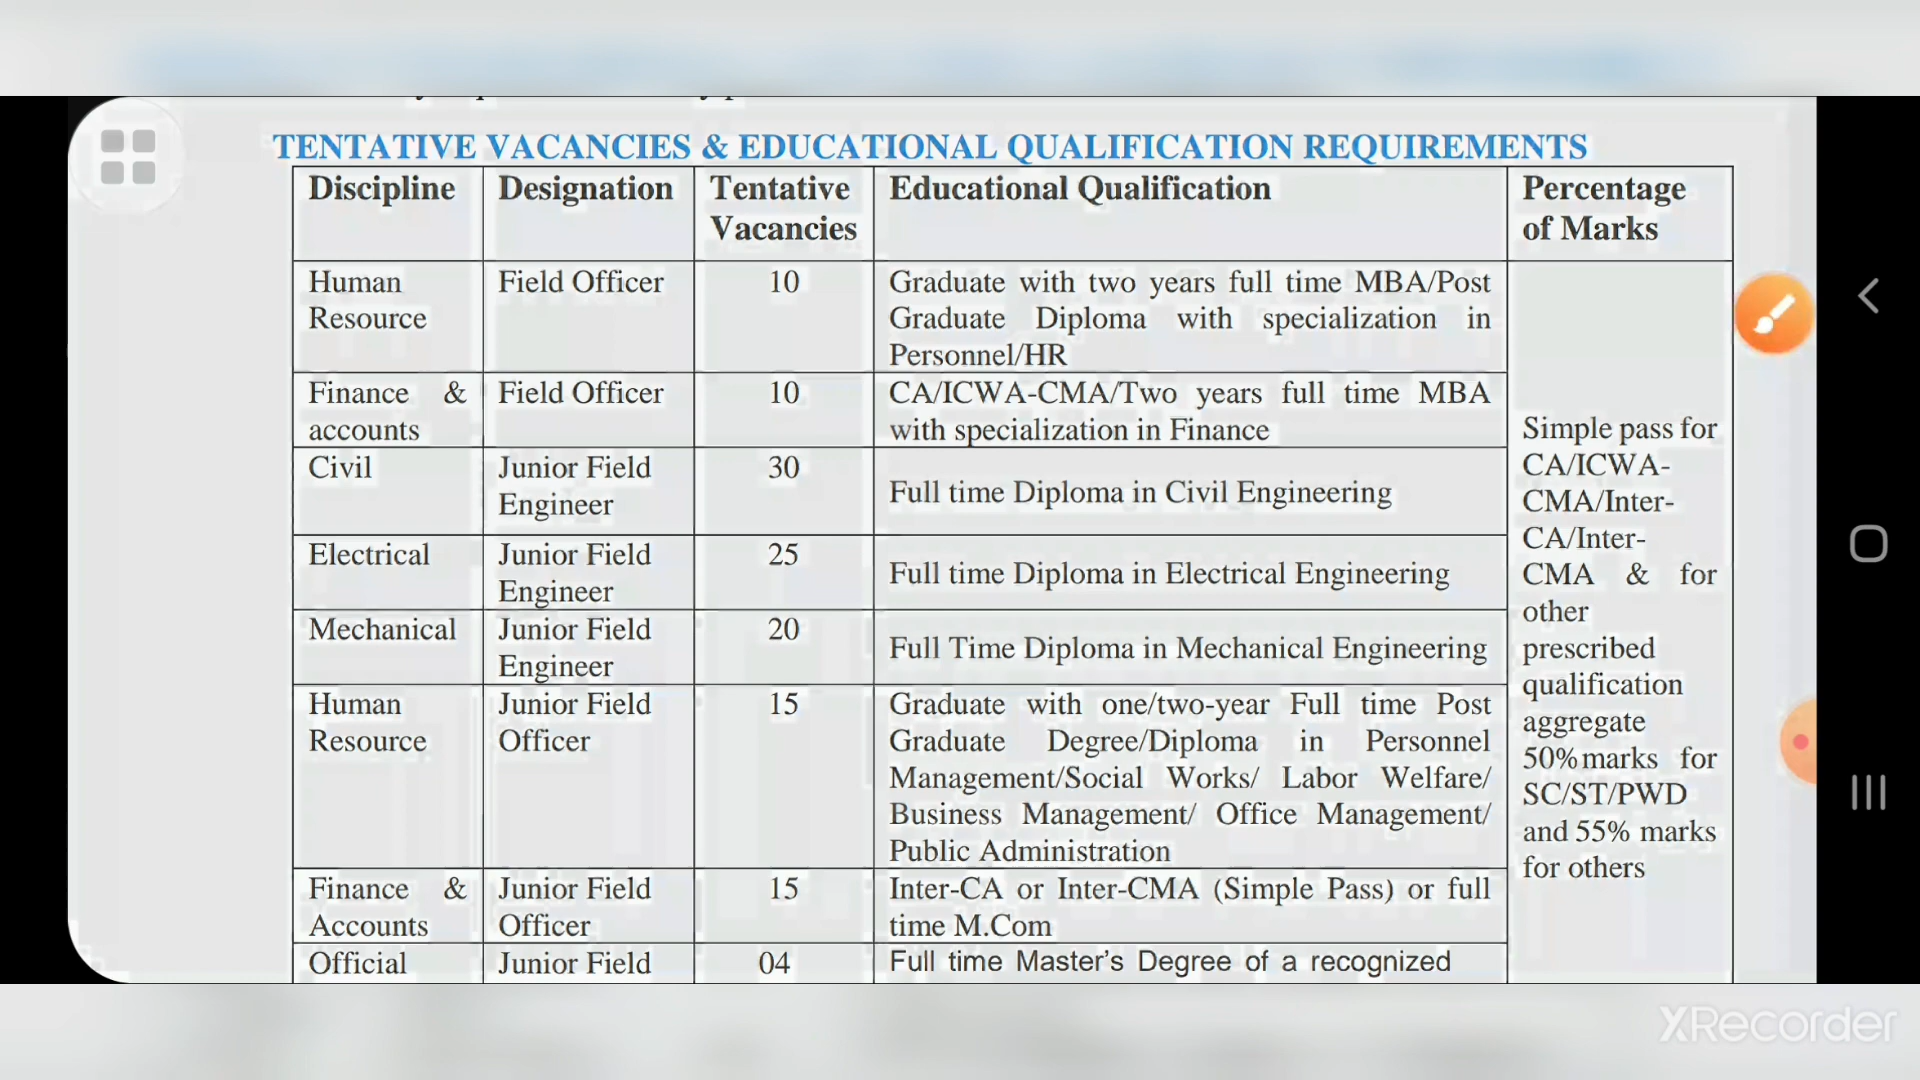 TENTATIVE VACANCIES & EDUCATIONAL QUALIFICATION REQUIREMENTS
Discipline Designation Tentative Vacancies Educational Qualification Percentage of Marks
Human Resource Field Officer 10 Graduate with two years full time MBA/Post
Graduate Diploma with specialization in
Personnel/HR
Finance & accounts Field Officer 10 CA/ICWA-CMA/Two years full time MBA
with specialization in Finance
Civil Junior Field Engineer 30 Full time Diploma in Civil Engineering
Electrical Junior Field Engineer 25 Full time Diploma in Electrical Engineering
Mechanical Junior Field Engineer 20 Full Time Diploma in Mechanical Engineering
Human Resource Junior Field Officer 15 Graduate with one/two-year Full time Post
Graduate Degree/Diploma in Personnel
Management/Social Works/ Labor Welfare/
Business Management/ Office Management/
Public Administration
Finance & Accounts Junior Field Officer 15 Inter-CA or Inter-CMA (Simple Pass) or full
time M.Com
Official Junior Field 04 Full time Master's Degree of a recognized
Simple pass for
CA/ICWA-
CMA/Inter-
CA/Inter-
CMA & for
other
prescribed
qualification
aggregate
50%marks for
SC/ST/PWD
and 55% marks
for others
XRecorder